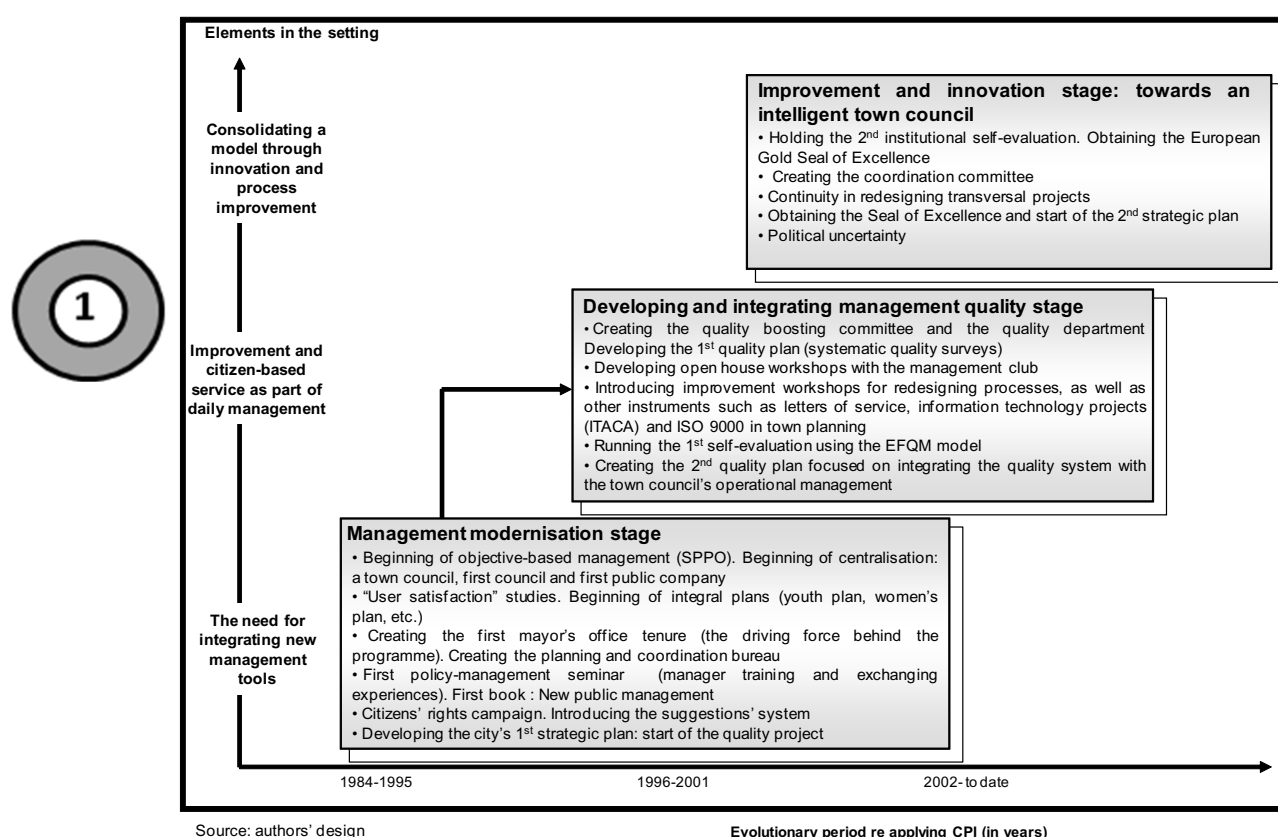 Elements in the setting
Improvement and innovation stage: towards an
intelligent town council
• Holding the 2nd institutional self-evaluation. Obtaining the European
Gold Seal of Excellence
• Creating the coordination committee
• Continuity in redesigning transversal projects
• Obtaining the Seal of Excellence and start of the 2nd strategic plan
• Political uncertainty
Consolidating a
model through
innovation and
process
improvement
1
Developing and integrating management quality stage
• Creating the quality boosting committee and the quality department
Developing the 1st quality plan (systematic quality surveys)
• Developing open house workshops with the management club
• Introducing improvement workshops for redesigning processes, as well as
other instruments such as letters of service, information technology projects
(ITACA) and ISO 9000 in town planning
• Running the 1st self-evaluation using the EFQM model
• Creating the 2nd quality plan focused on integrating the quality system with
the town council's operational management
Improvement and
citizen-based
service as part of
daily management
Management modernisation stage
• Beginning of objective-based management (SPPO). Beginning of centralisation:
a town council, first council and first public company
• "User satisfaction" studies. Beginning of integral plans (youth plan, women's
plan, etc.)
• Creating the first mayor's office tenure (the driving force behind the
programme). Creating the planning and coordination bureau
• First policy-management seminar (manager training and exchanging
experiences). First book : New public management
• Citizens' rights campaign. Introducing the suggestions' system
• Developing the city's 1st strategic plan: start of the quality project
The need for
integrating new
management
tools
1984-1995
1996-2001
2002- to date
Source: authors' design
Evolutionary period re applying CPI (in years)